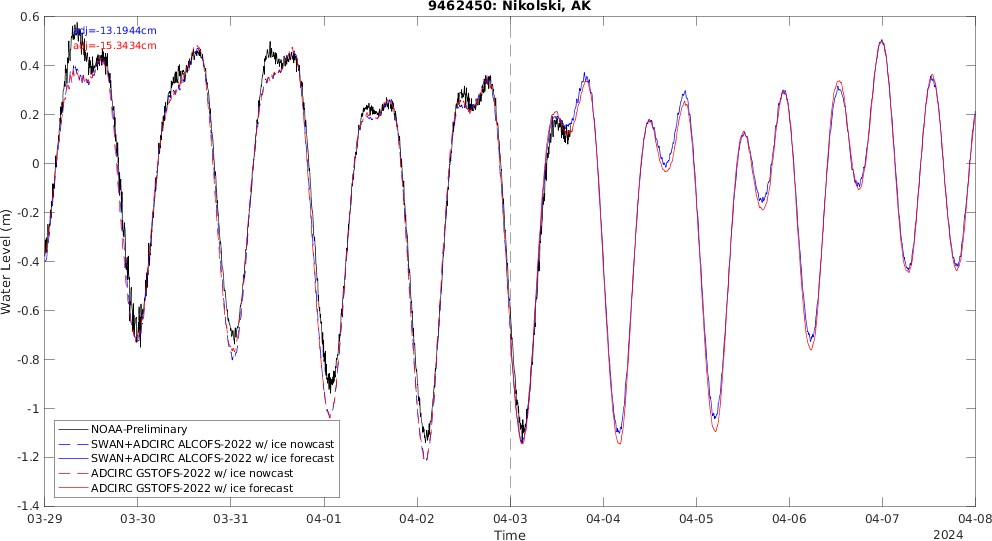 9462450: Nikolski, AK
adj=-13.1944cm
adj=-15.3434cm
0.6
0.4
0.2
0
-0.2
-0.4
-0.6
-0.8
-1
-1.2
-1.4
Water Level (m)
NOAA-Preliminary
SWAN+ADCIRC ALCOFS-2022 w/ ice nowcast
SWAN+ADCIRC ALCOFS-2022 w/ ice forecast
ADCIRC GSTOFS-2022 w/ ice nowcast
ADCIRC GSTOFS-2022 w/ ice forecast
03-29 03-30 03-31 04-01 04-02 04-03 04-04 04-05 04-06 04-07 04-08
Time
2024